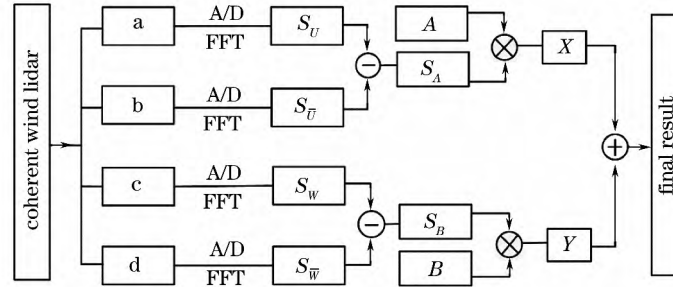 coherent wind lidar
a
A/D
FFT
S_U
b
A/D
FFT
S_Ū
c
A/D
FFT
S_W
d
A/D
FFT
S_W̄
−
A
S_A
⊗
X
−
S_B
B
⊗
Y
+
final result